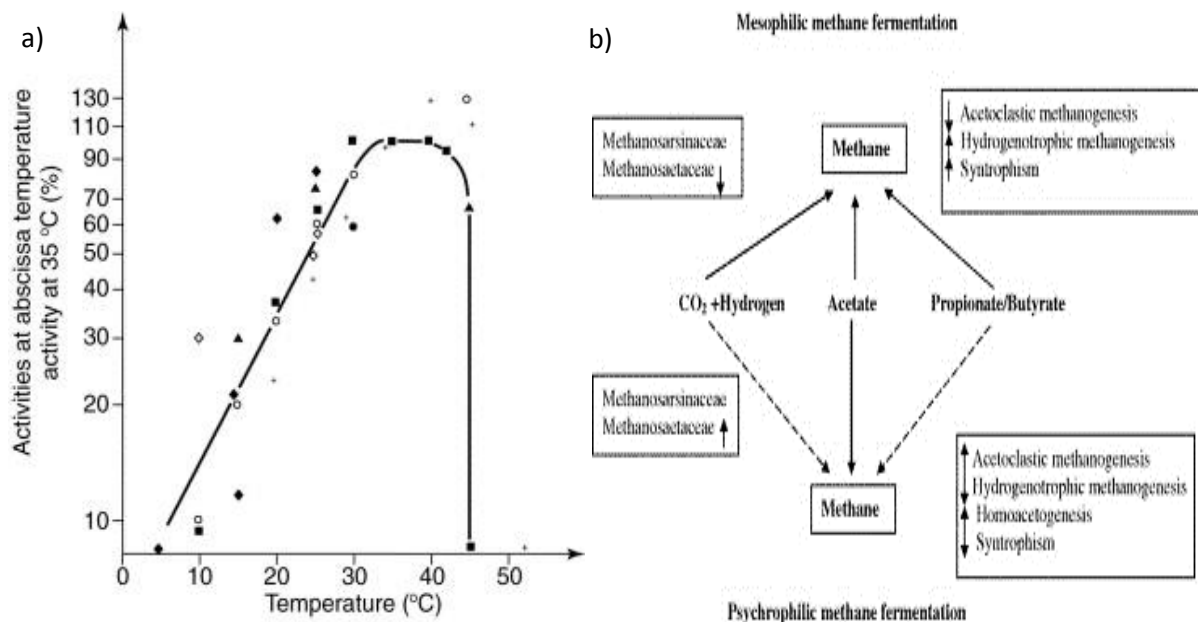 a)
Activities at abscissa temperature
activity at 35 °C (%)
130
110
90
70
60
50
40
30
20
10
0
10
20
30
40
50
Temperature (°C)
b)
Mesophilic methane fermentation
Methanosarsinaceae
Methanosaetaceae
Methane
Acetoclastic methanogenesis
Hydrogenotrophic methanogenesis
Syntrophism
CO₂ +Hydrogen
Acetate
Propionate/Butyrate
Methanosarsinaceae
Methanosaetaceae
Methane
Acetoclastic methanogenesis
Hydrogenotrophic methanogenesis
Homoacetogenesis
Syntrophism
Psychrophilic methane fermentation